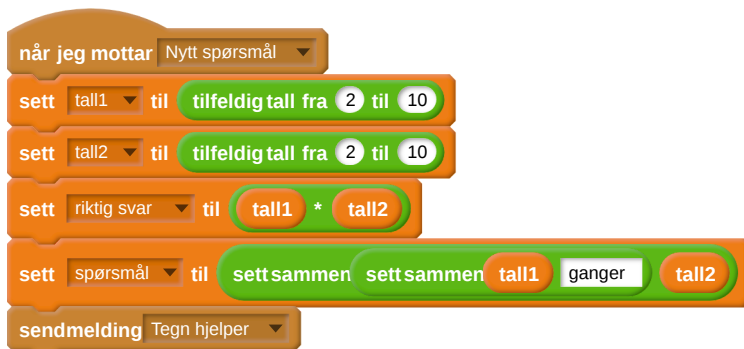 når jeg mottar Nytt spørsmål
sett tall1 til tilfeldig tall fra 2 til 10
sett tall2 til tilfeldig tall fra 2 til 10
sett riktig svar til tall1 * tall2
sett spørsmål til sett sammen sett sammen tall1 ganger tall2
send melding Tegn hjelper